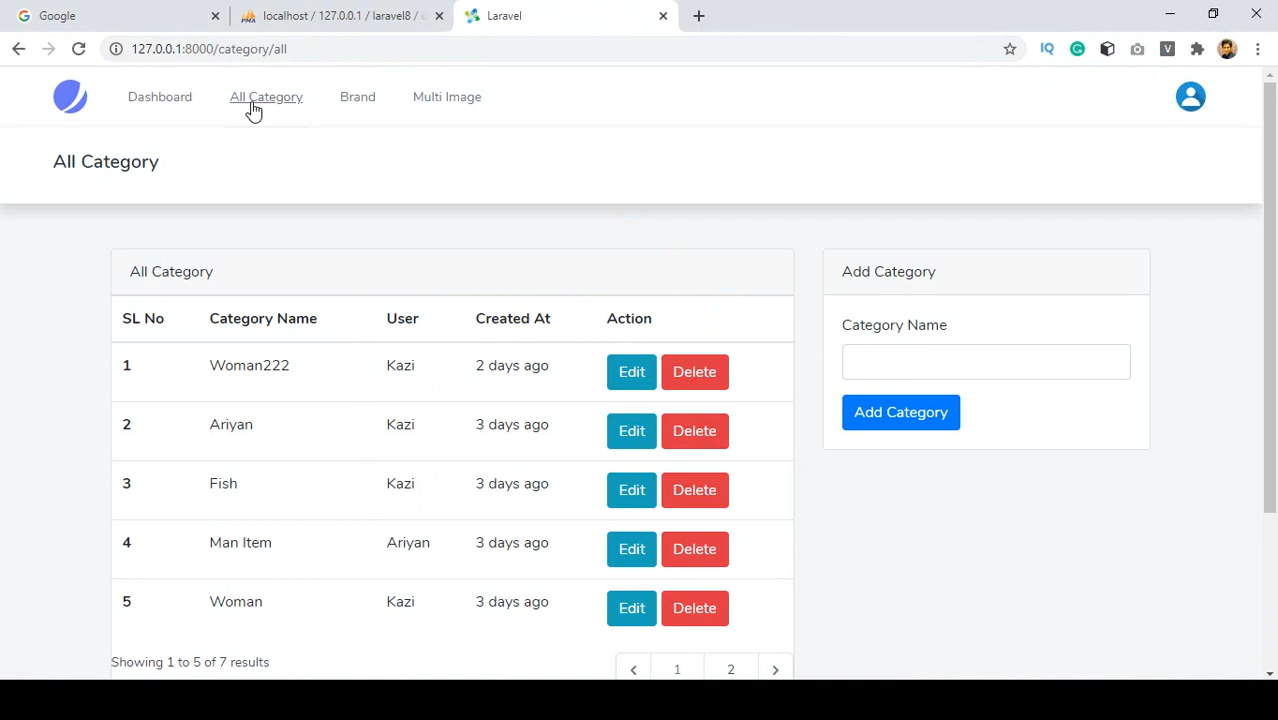 Google
localhost / 127.0.0.1 / laravel8 /
Laravel
127.0.0.1:8000/category/all
IQ
V
Dashboard All Category Brand Multi Image
All Category
All Category
SL No Category Name User Created At Action
1 Woman222 Kazi 2 days ago Edit Delete
2 Ariyan Kazi 3 days ago Edit Delete
3 Fish Kazi 3 days ago Edit Delete
4 Man Item Ariyan 3 days ago Edit Delete
5 Woman Kazi 3 days ago Edit Delete
Showing 1 to 5 of 7 results
1 2
Add Category
Category Name
Add Category